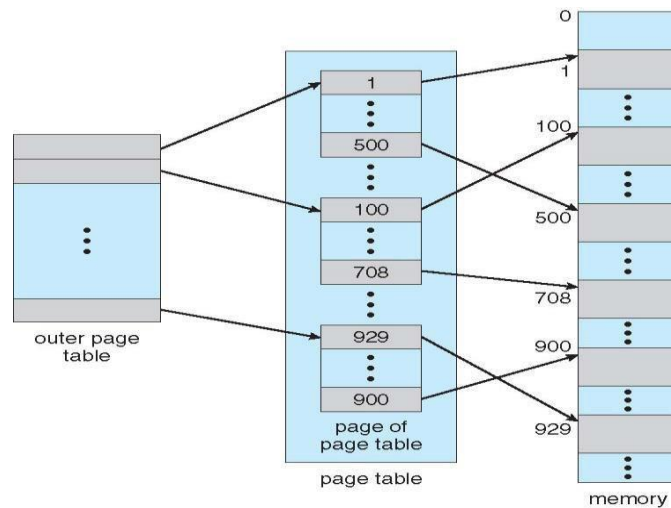 outer page
table
1
500
100
708
929
900
page of
page table
page table
0
1
100
500
708
900
929
memory